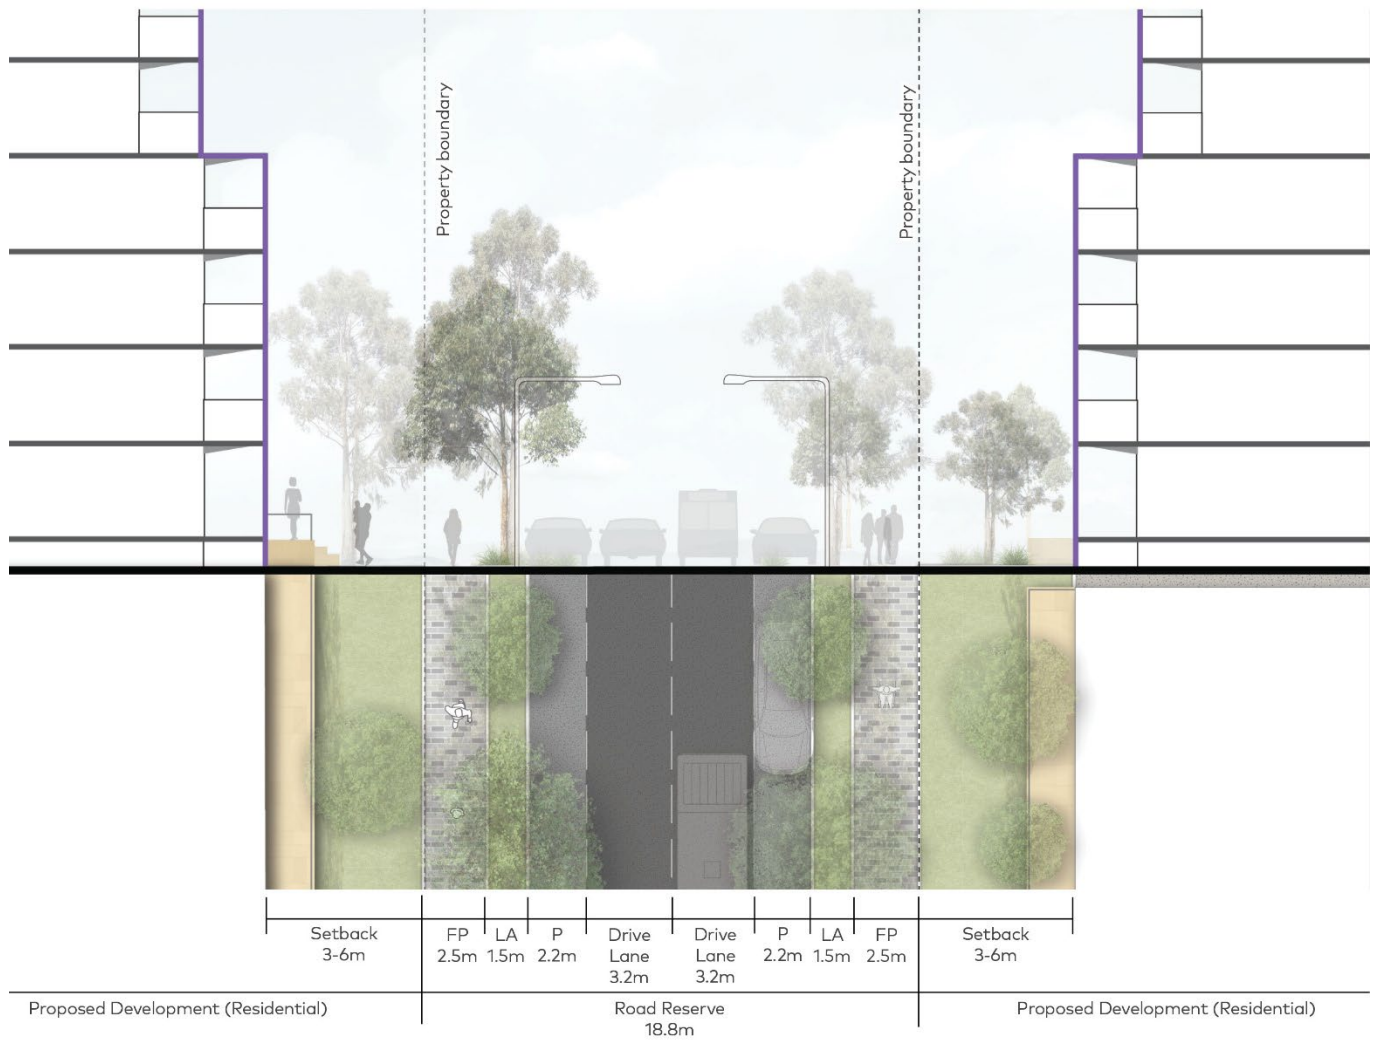 Property boundary
Property boundary
Setback
3-6m
FP
2.5m
LA
1.5m
P
2.2m
Drive
Lane
3.2m
Drive
Lane
3.2m
P
2.2m
LA
1.5m
FP
2.5m
Setback
3-6m
Proposed Development (Residential)
Road Reserve
18.8m
Proposed Development (Residential)